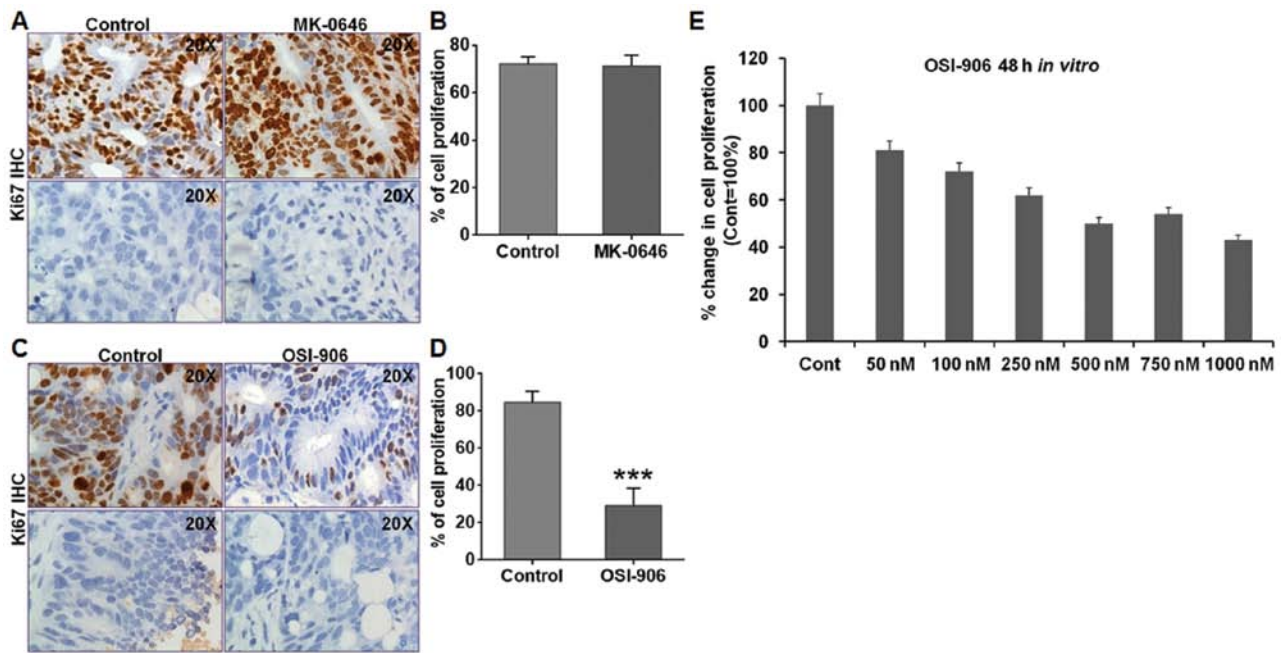 A
Control
MK-0646
20X
20X
Ki67 IHC
20X
20X
B
% of cell proliferation
80
60
40
20
0
Control
MK-0646
C
Control
OSI-906
20X
20X
Ki67 IHC
20X
20X
D
% of cell proliferation
100
80
60
40
20
0
Control
***
OSI-906
E
OSI-906 48 h in vitro
% change in cell proliferation
(Cont=100%)
120
100
80
60
40
20
0
Cont 50 nM 100 nM 250 nM 500 nM 750 nM 1000 nM